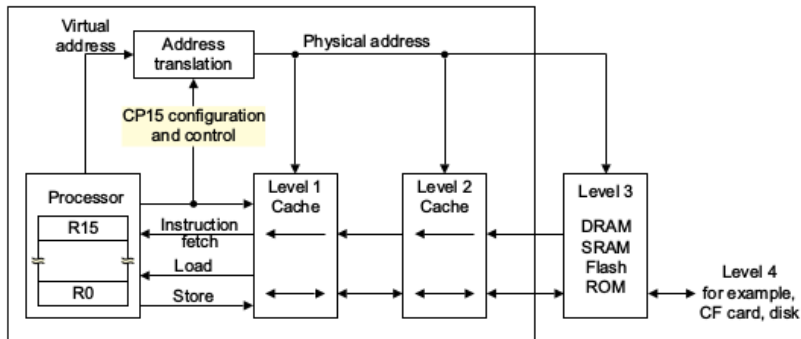 Virtual
address
Address
translation
Physical address
CP15 configuration
and control
Processor
R15
R0
Instruction
fetch
Load
Store
Level 1
Cache
Level 2
Cache
Level 3
DRAM
SRAM
Flash
ROM
Level 4
for example,
CF card, disk